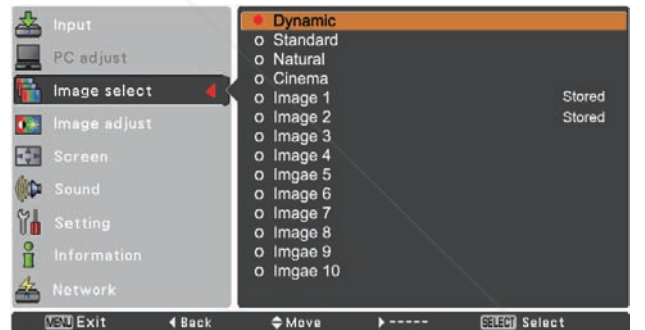 Input
PC adjust
Image select
Image adjust
Screen
Sound
Setting
Information
Network
Dynamic
o Standard
o Natural
o Cinema
o Image 1 Stored
o Image 2 Stored
o Image 3
o Image 4
o Imgae 5
o Image 6
o Image 7
o Image 8
o Imgae 9
o Imgae 10
MENU Exit Back Move ----- SELECT Select